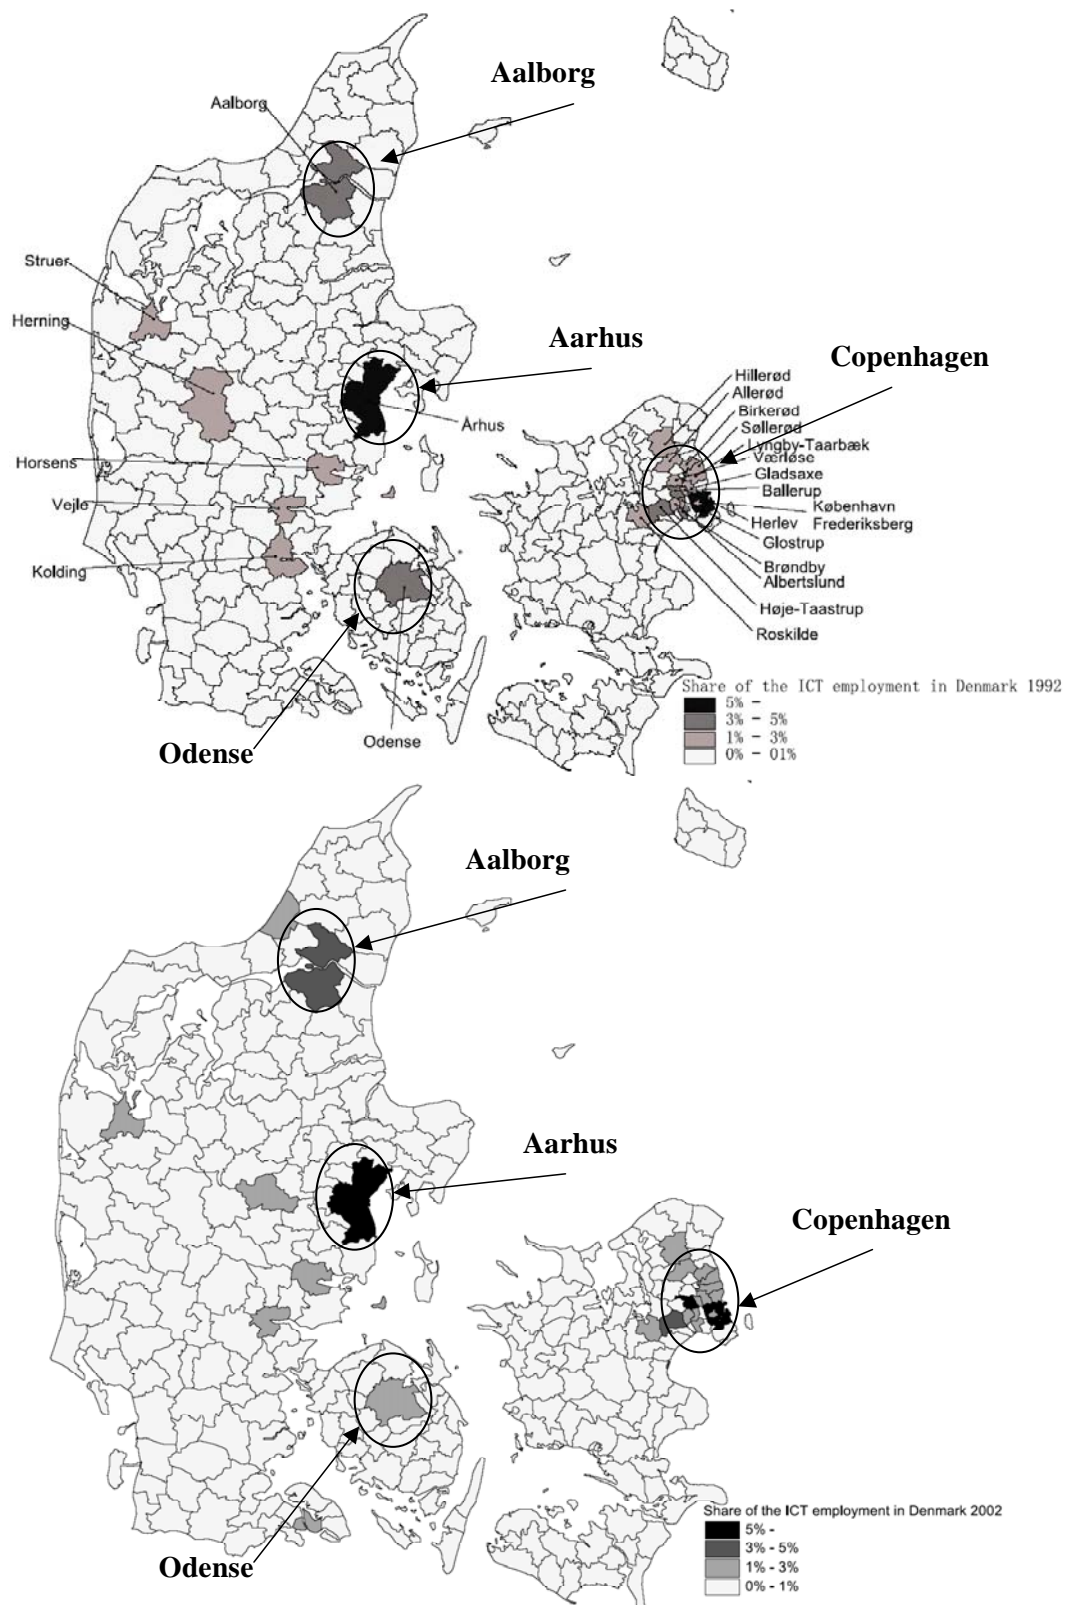 Aalborg
Aalborg
Struer
Herning
Aarhus
Copenhagen
Hillerød
Allerød
Birkerød
Søllerød
Lyngby-Taarbæk
Værløse
Gladsaxe
Ballerup
København
Frederiksberg
Herlev
Glostrup
Brøndby
Albertslund
Høje-Taastrup
Roskilde
Århus
Horsens
Vejle
Kolding
Odense
Odense
Share of the ICT employment in Denmark 1992
5% -
3% - 5%
1% - 3%
0% - 01%
Aalborg
Aarhus
Copenhagen
Odense
Share of the ICT employment in Denmark 2002
5% -
3% - 5%
1% - 3%
0% - 1%